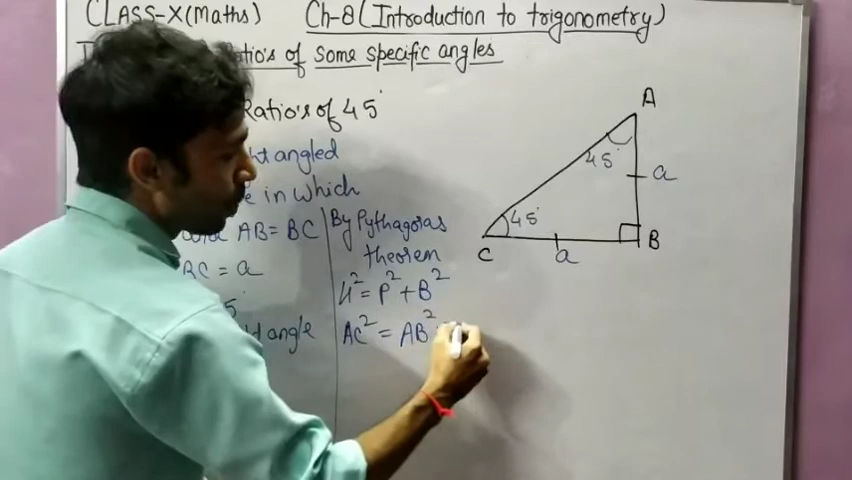 CLASS-X(Maths) Ch-8(Introduction to trigonometry)
of some specific angles
Ratio's of 45°
angled
in which
AB = BC
BC = a
5°
angle
By Pythagoras
theorem
H² = P² + B²
AC² = AB²
A
45°
a
45°
C
a
B